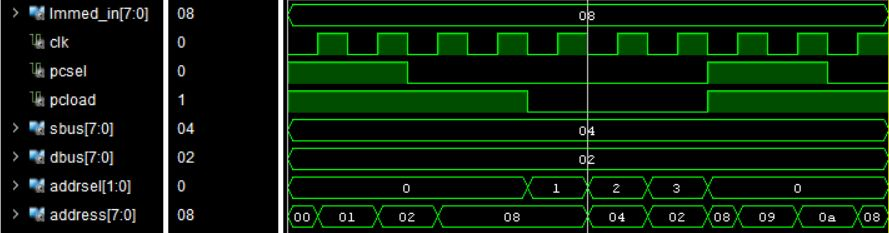 Immed_in[7:0] 08 08
clk 0
pcsel 0
pcload 1
sbus[7:0] 04 04
dbus[7:0] 02 02
addrsel[1:0] 0 0 1 2 3 0
address[7:0] 08 00 01 02 08 04 02 08 09 0a 08